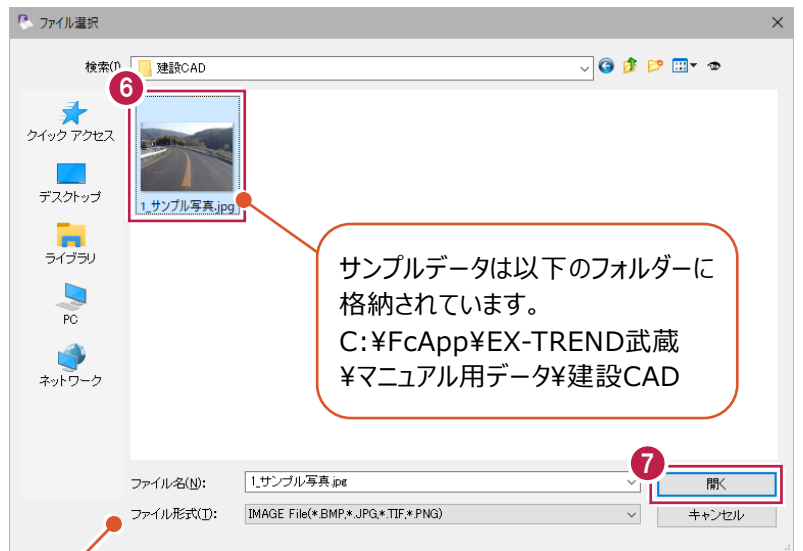 ファイル選択
検索(I)
建設CAD
6
クイック アクセス
デスクトップ
ライブラリ
PC
ネットワーク
1_サンプル写真.jpg
サンプルデータは以下のフォルダーに
格納されています。
C:¥FcApp¥EX-TREND武蔵
¥マニュアル用データ¥建設CAD
ファイル名(N):
1_サンプル写真.jpg
7
開く
ファイル形式(T):
IMAGE File(*.BMP,*.JPG,*.TIF,*.PNG)
キャンセル